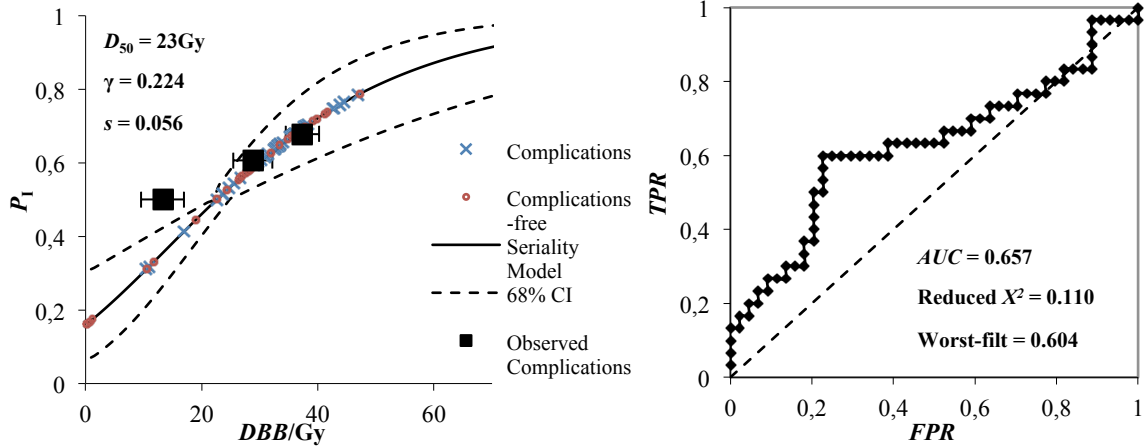 1
0,8
0,6
0,4
0,2
0
P_I
D₅₀ = 23Gy
γ = 0.224
s = 0.056
0 20 40 60
DBB/Gy
Complications
Complications
-free
Seriality
Model
68% CI
Observed
Complications
1
0,8
0,6
0,4
0,2
0
TPR
AUC = 0.657
Reduced X² = 0.110
Worst-filt = 0.604
0 0,2 0,4 0,6 0,8 1
FPR